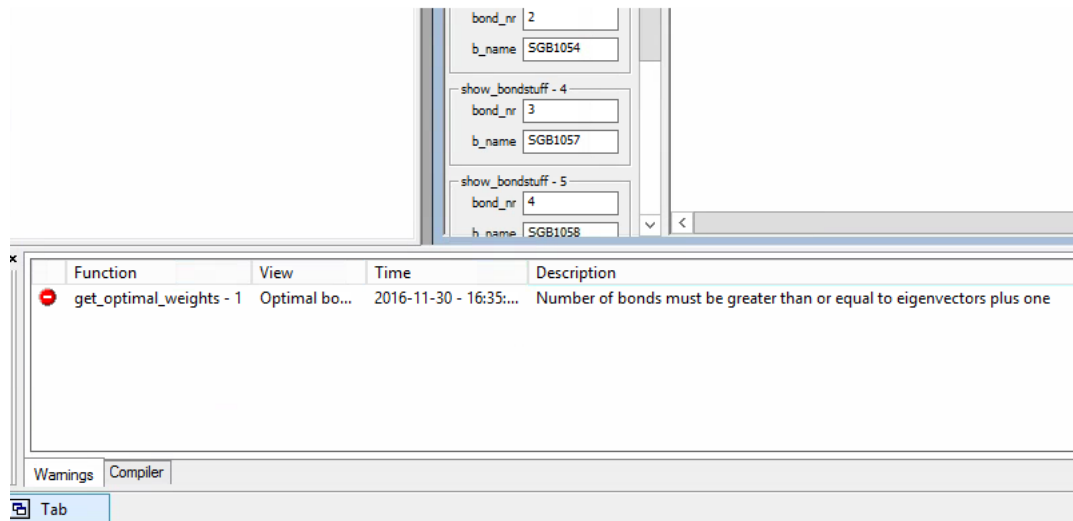 bond_nr 2
b_name SGB1054
show_bondstuff - 4
bond_nr 3
b_name SGB1057
show_bondstuff - 5
bond_nr 4
b_name SGB1058
Function View Time Description
get_optimal_weights - 1 Optimal bo... 2016-11-30 - 16:35:... Number of bonds must be greater than or equal to eigenvectors plus one
Warnings Compiler
Tab